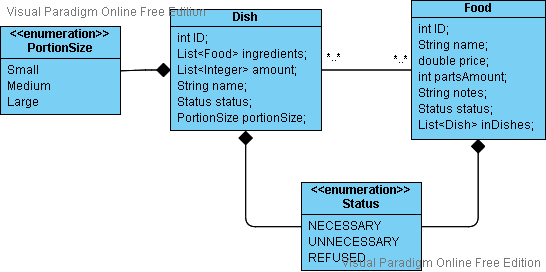 Visual Paradigm Online Free Edition
<<enumeration>>
PortionSize
Small
Medium
Large
Dish
int ID;
List<Food> ingredients;
List<Integer> amount;
String name;
Status status;
PortionSize portionSize;
*..*
*..*
Food
int ID;
String name;
double price;
int partsAmount;
String notes;
Status status;
List<Dish> inDishes;
<<enumeration>>
Status
NECESSARY
UNNECESSARY
REFUSED
Visual Paradigm Online Free Edition